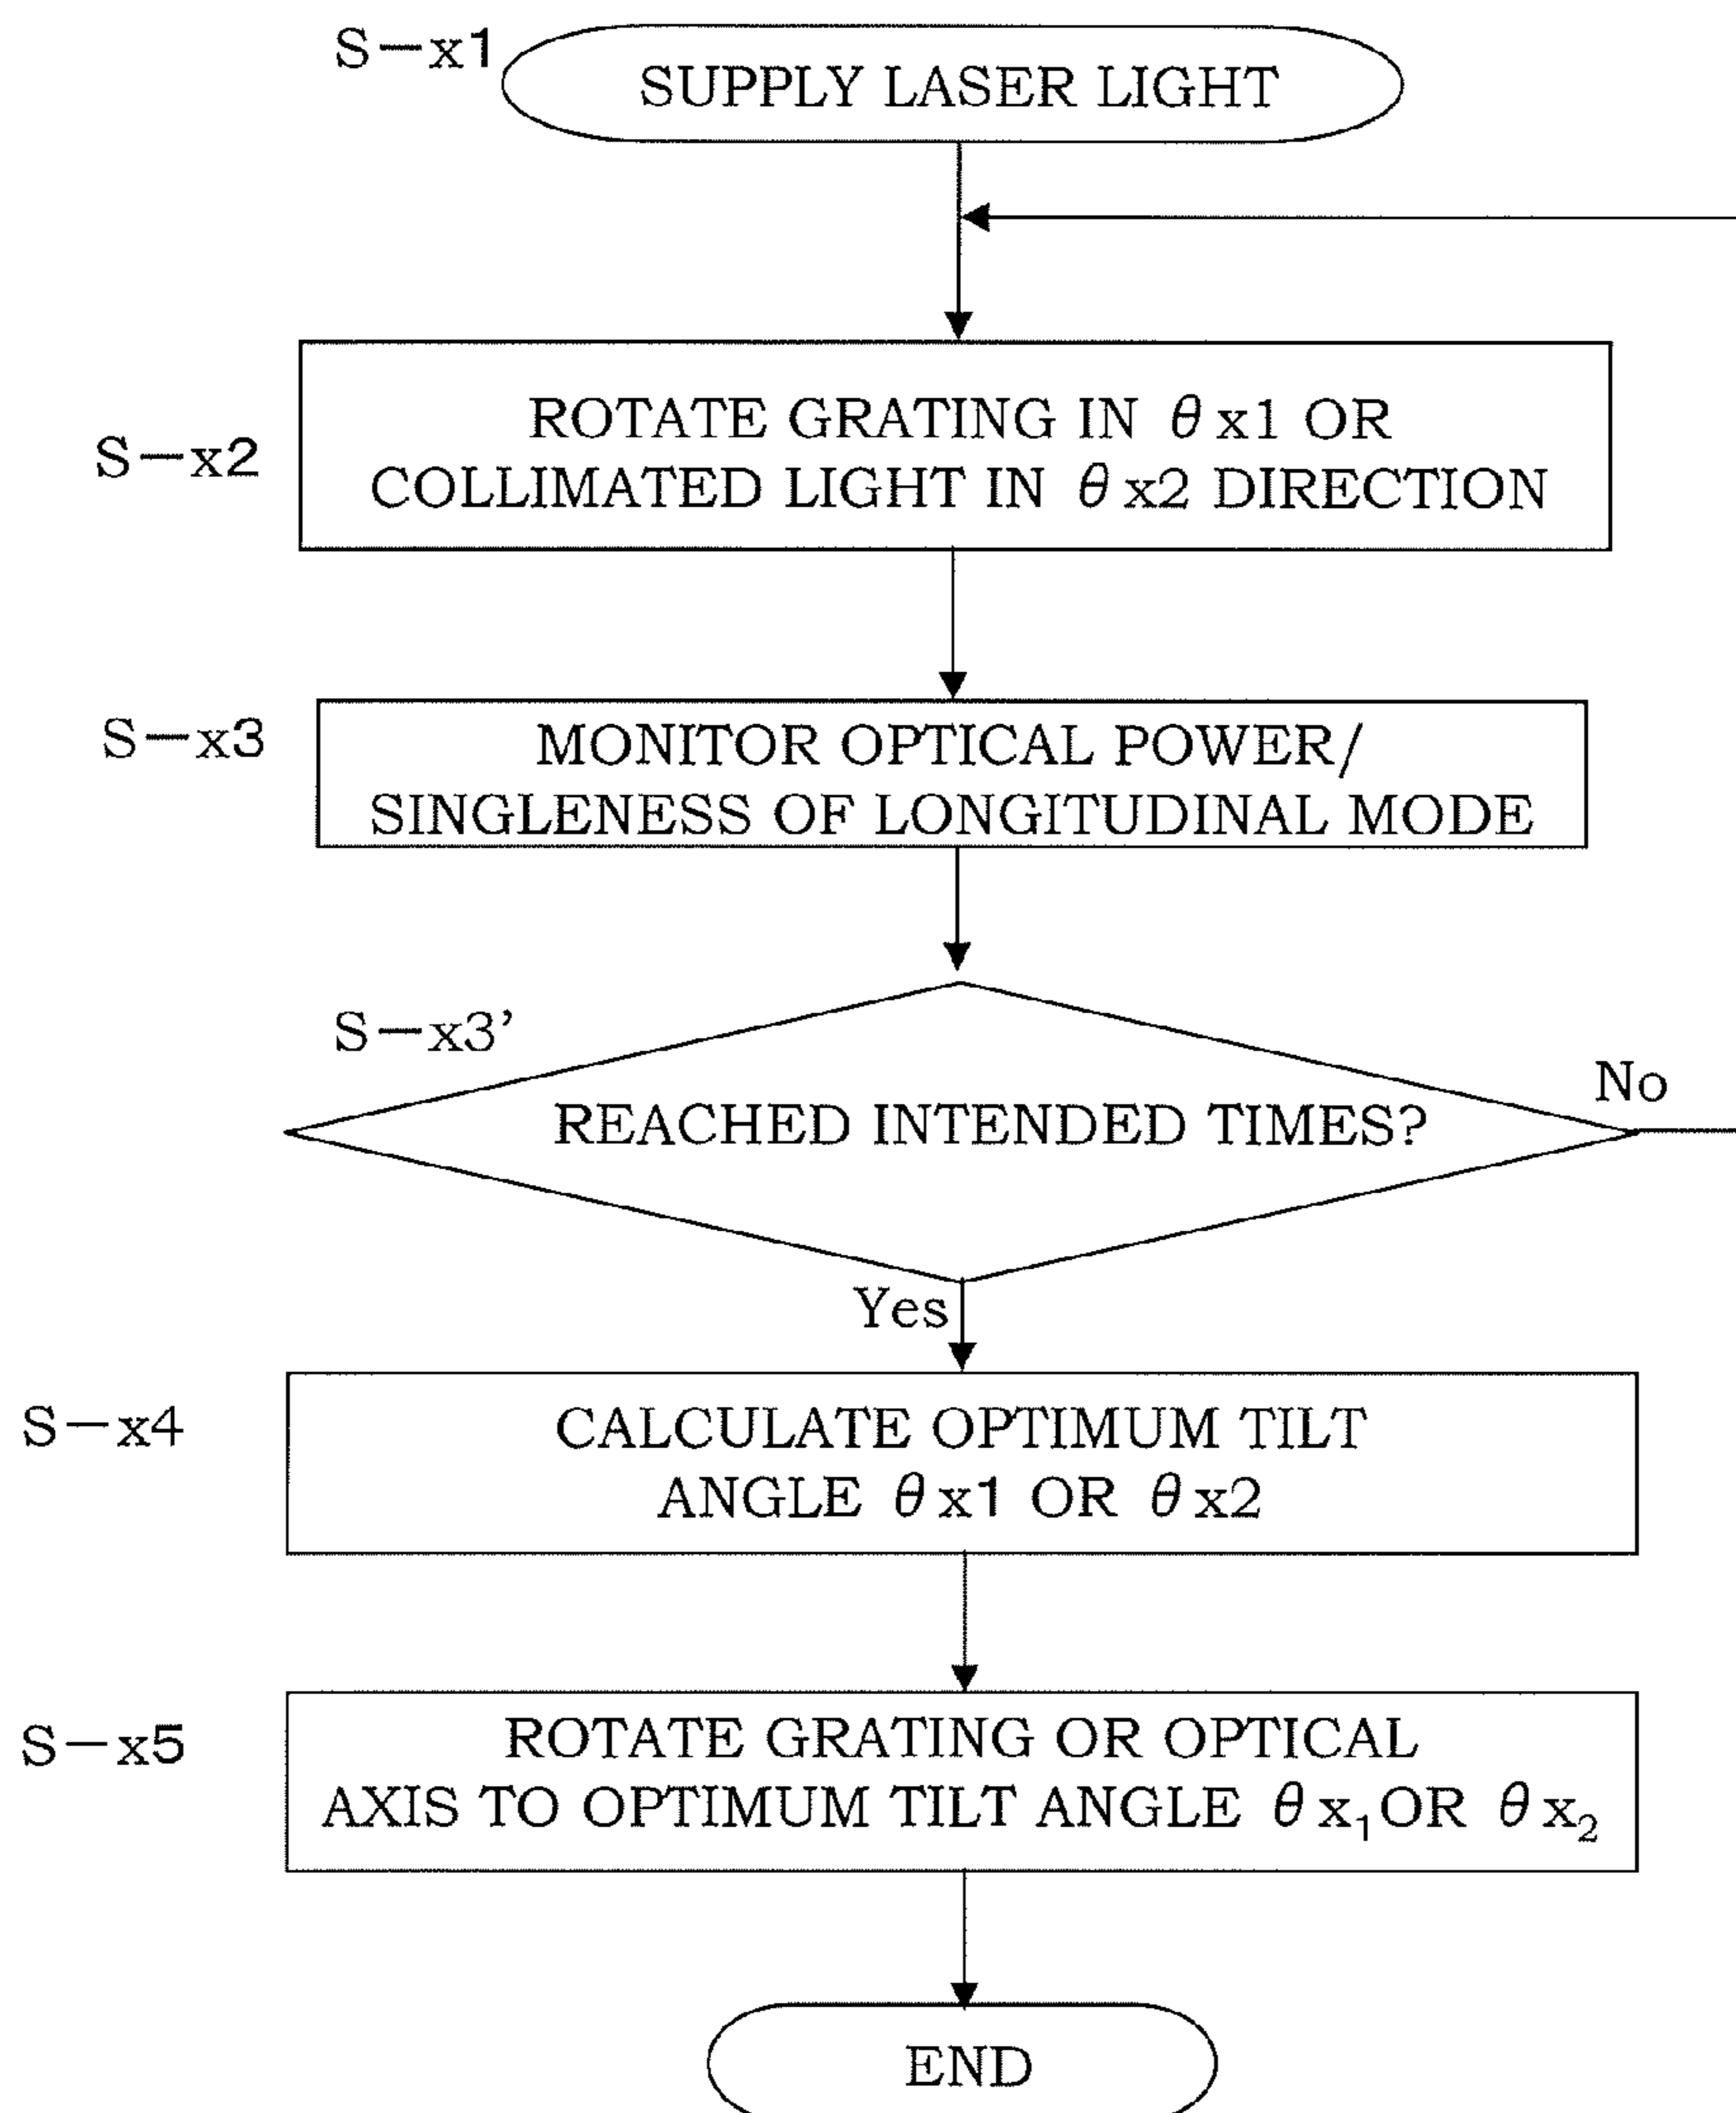 S-x1
SUPPLY LASER LIGHT
S-x2
ROTATE GRATING IN θx1 OR
COLLIMATED LIGHT IN θx2 DIRECTION
S-x3
MONITOR OPTICAL POWER/
SINGLENESS OF LONGITUDINAL MODE
S-x3'
REACHED INTENDED TIMES?
No
Yes
S-x4
CALCULATE OPTIMUM TILT
ANGLE θx1 OR θx2
S-x5
ROTATE GRATING OR OPTICAL
AXIS TO OPTIMUM TILT ANGLE θx₁OR θx₂
END